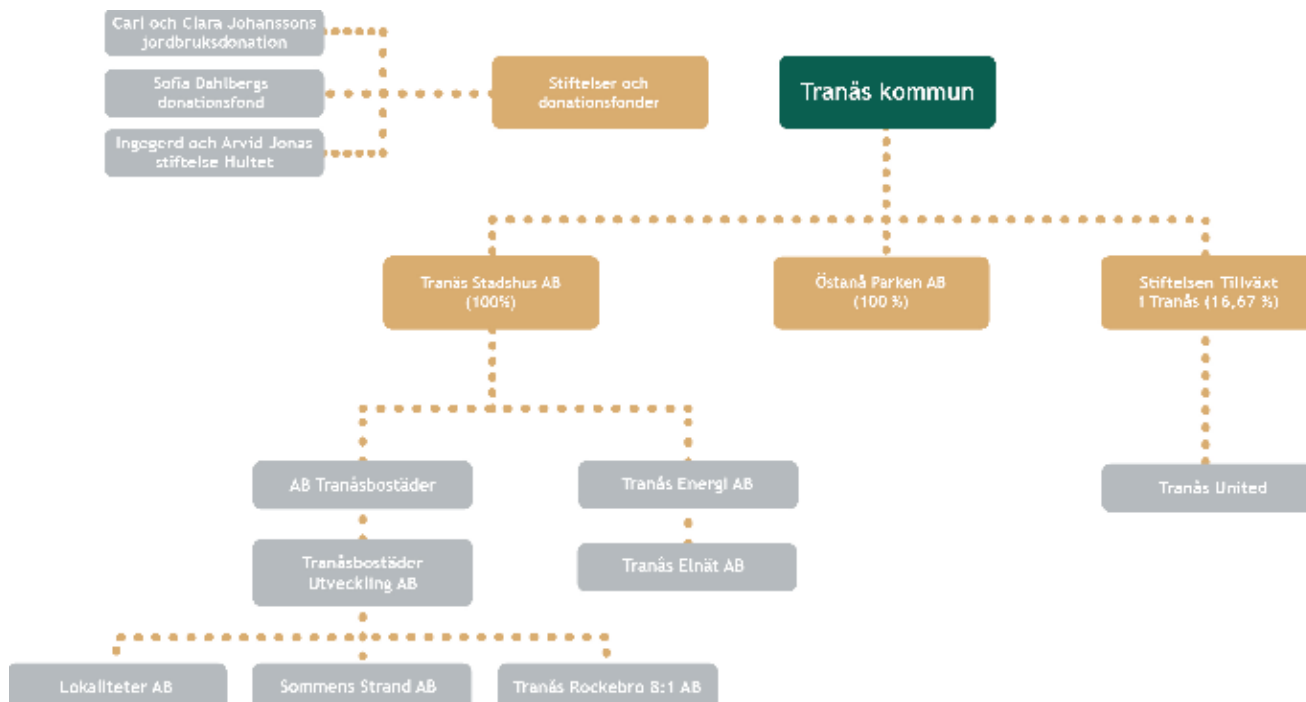 Carl och Clara Johanssons
jordbruksdonation
Sofia Dahlbergs
donationsfond
Ingegerd och Arvid Jonas
stiftelse Hultet
Stiftelser och
donationsfonder
Tranås kommun
Tranås Stadshus AB
(100%)
Östanå Parken AB
(100 %)
Stiftelsen Tillväxt
i Tranås (16,67 %)
AB Tranåsbostäder
Tranås Energi AB
Tranås United
Tranåsbostäder
Utveckling AB
Tranås Elnät AB
Lokaliteter AB
Sommens Strand AB
Tranås Rockebro 8:1 AB